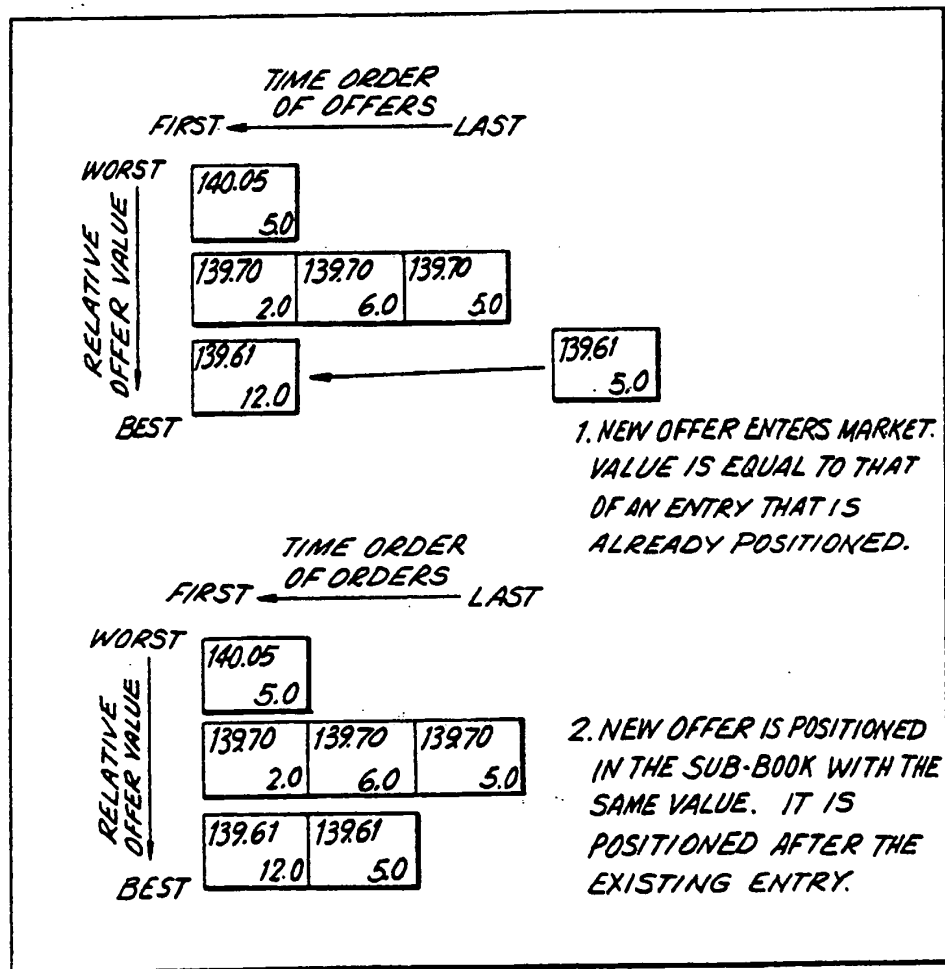 TIME ORDER
OF OFFERS
FIRST LAST
WORST
RELATIVE
OFFER VALUE
BEST
140.05
5.0
139.70 139.70 139.70
2.0 6.0 5.0
139.61 139.61
12.0 5.0
1. NEW OFFER ENTERS MARKET.
VALUE IS EQUAL TO THAT
OF AN ENTRY THAT IS
ALREADY POSITIONED.
TIME ORDER
OF ORDERS
FIRST LAST
WORST
RELATIVE
OFFER VALUE
BEST
140.05
5.0
139.70 139.70 139.70
2.0 6.0 5.0
139.61 139.61
12.0 5.0
2. NEW OFFER IS POSITIONED
IN THE SUB-BOOK WITH THE
SAME VALUE. IT IS
POSITIONED AFTER THE
EXISTING ENTRY.